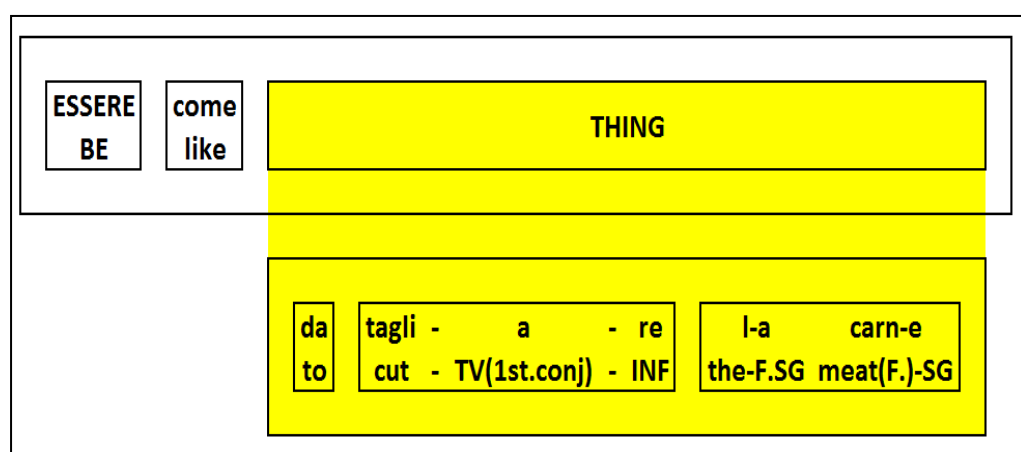 ESSERE come THING
BE like
da tagli - a - re l-a carn-e
to cut - TV(1st.conj) - INF the-F.SG meat(F.)-SG